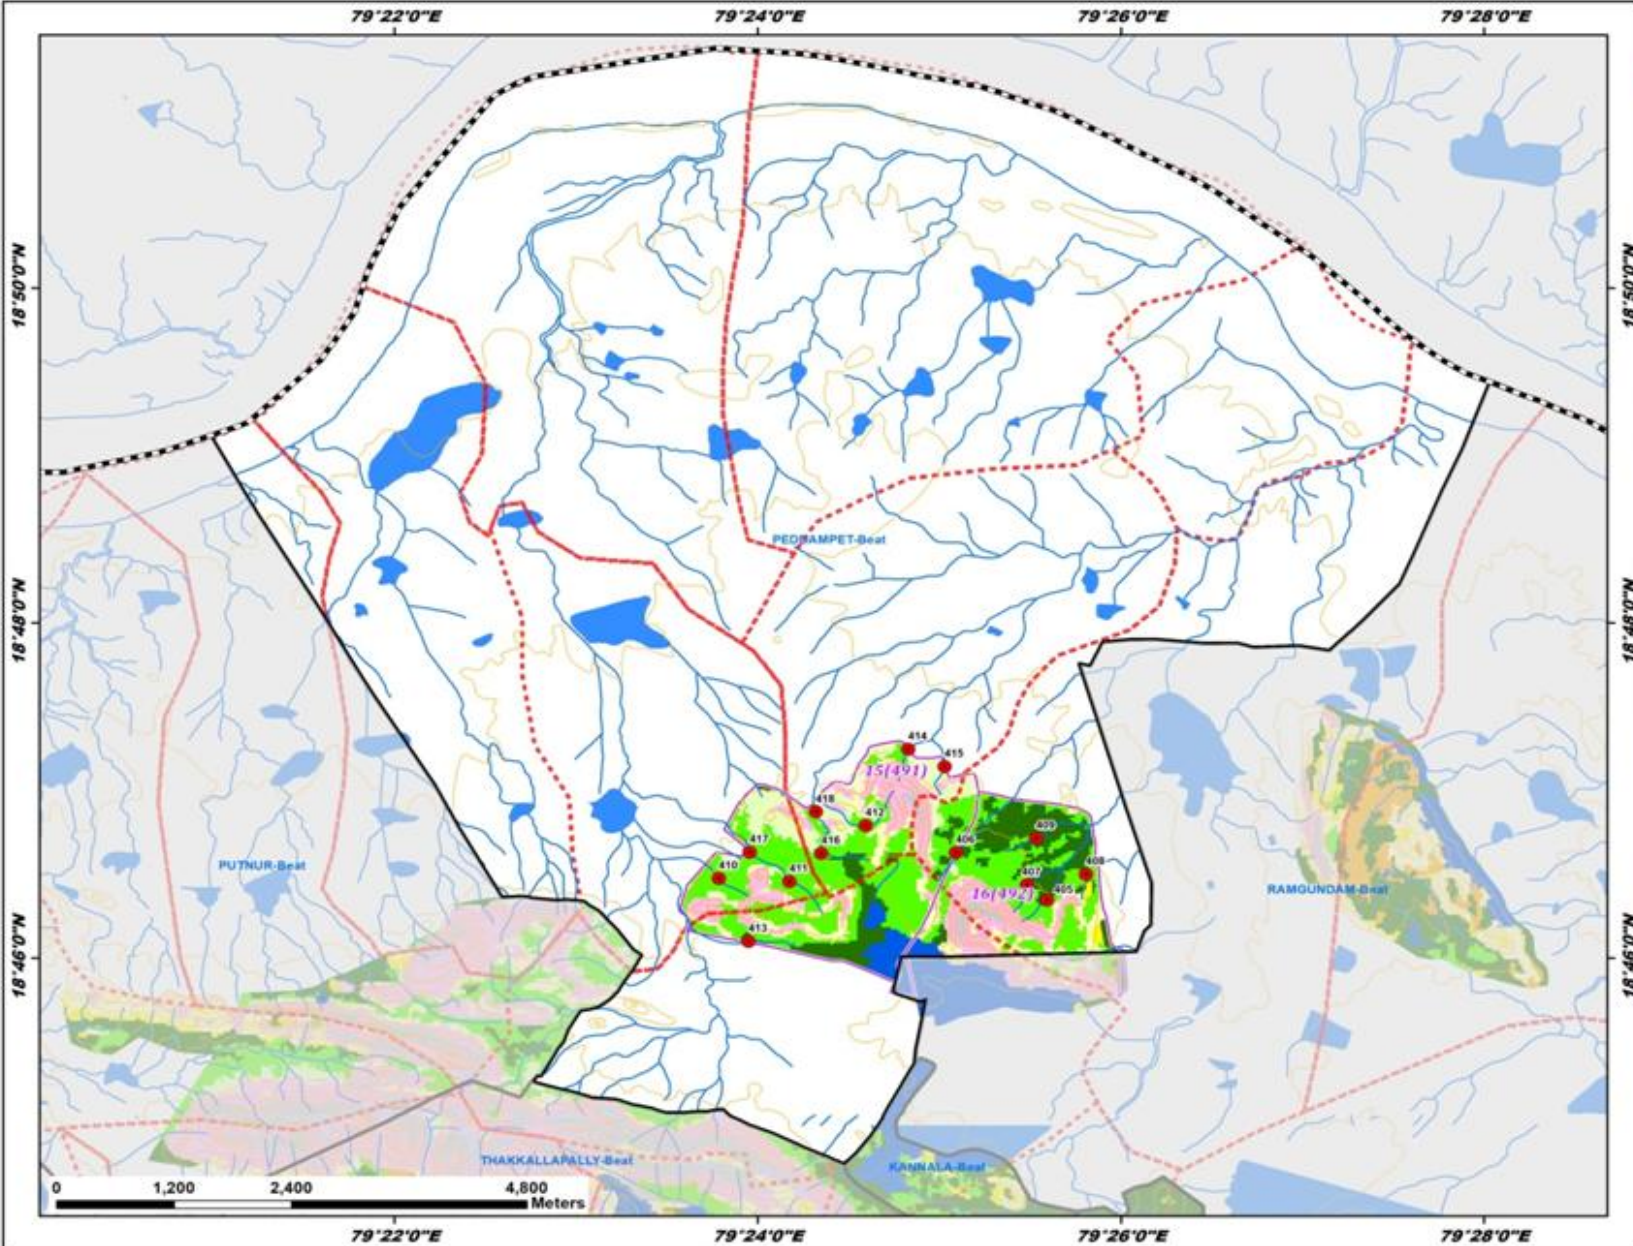 79°22'0"E 79°24'0"E 79°26'0"E 79°28'0"E
18°50'0"N 18°50'0"N
PEDDAMPET-Beat
18°48'0"N 18°48'0"N
414
415
15(491)
418
412
409
417
416
406
PUTNUR-Beat
410
411
408
407
405
16(492)
RAMGUNDAM-Beat
413
18°46'0"N 18°46'0"N
THAKKALLAPALLY-Beat
KANNALA-Beat
0 1,200 2,400 4,800
Meters
79°22'0"E 79°24'0"E 79°26'0"E 79°28'0"E